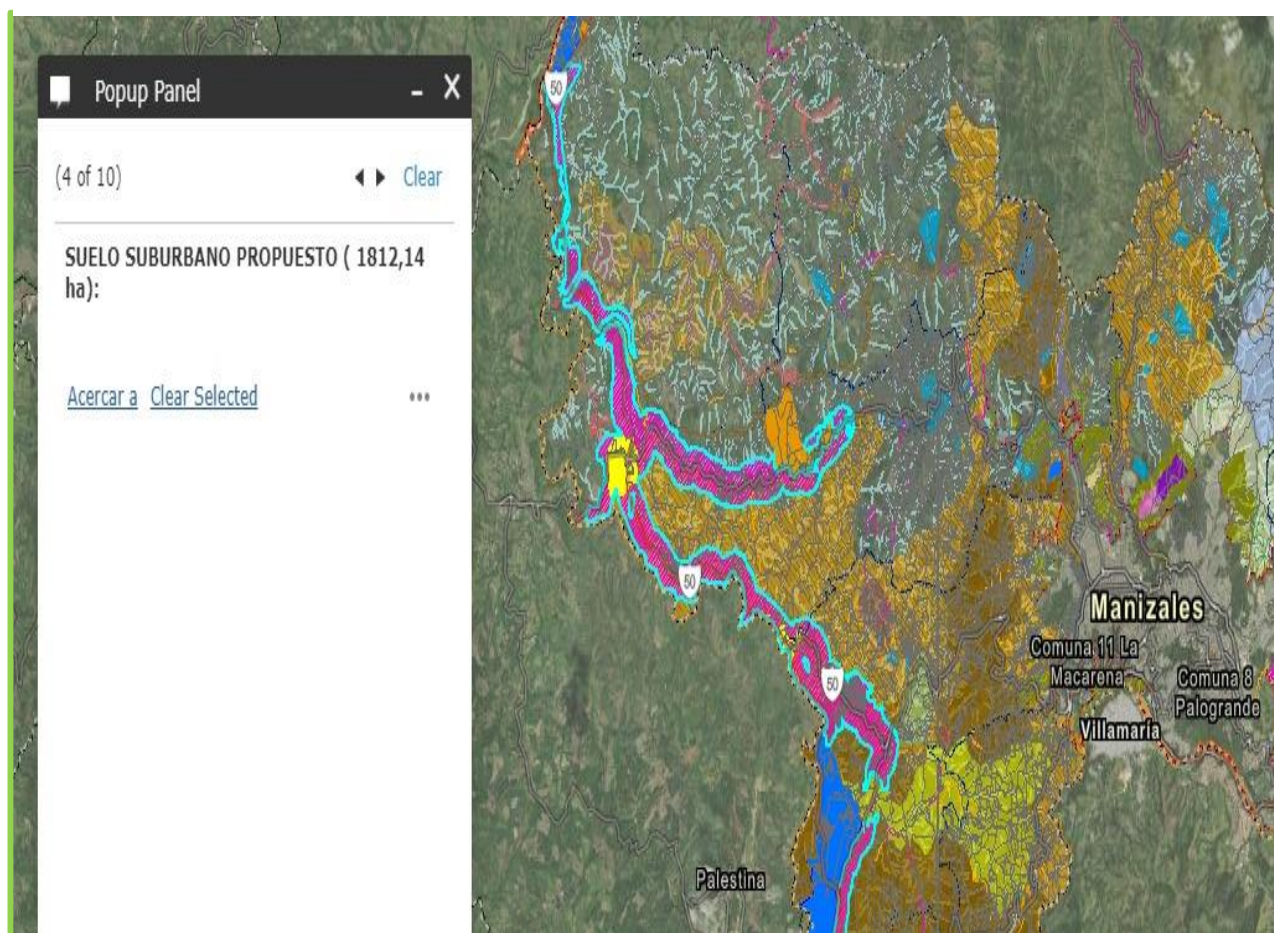 Popup Panel
(4 of 10)
Clear
SUELO SUBURBANO PROPUESTO ( 1812,14
ha):
Acercar a Clear Selected
50
50
50
Manizales
Comuna 11 La
Macarena
Comuna 8
Palogrande
Villamaría
Palestina